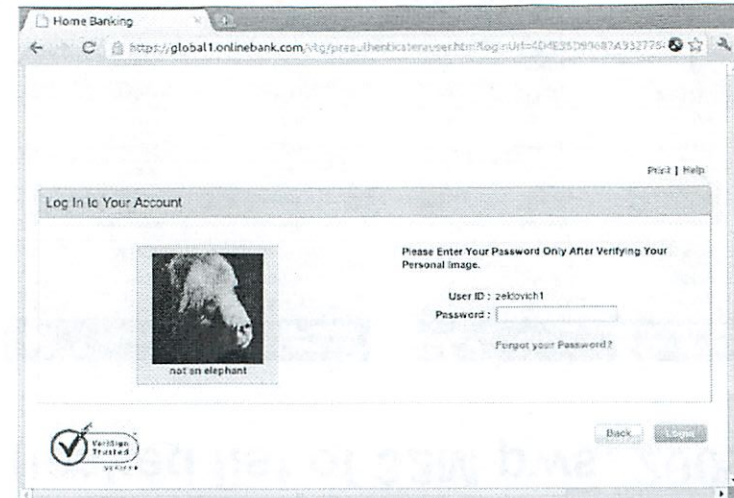 Home Banking
https://global1.onlinebank.com
Print | Help
Log In to Your Account
Please Enter Your Password Only After Verifying Your
Personal Image.
User ID : zeldovich1
Password :
Forgot your Password?
not an elephant
VeriSign
Trusted
VERIFY
Back
Login